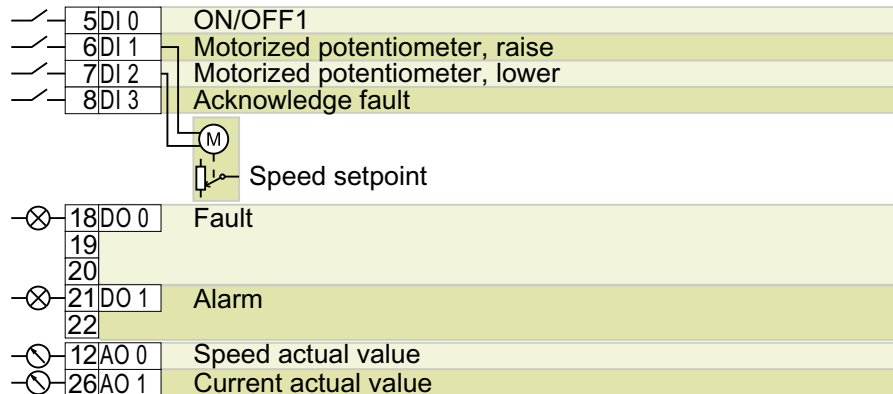 5 DI 0 ON/OFF1
6 DI 1 Motorized potentiometer, raise
7 DI 2 Motorized potentiometer, lower
8 DI 3 Acknowledge fault
M
Speed setpoint
18 DO 0 Fault
19
20
21 DO 1 Alarm
22
12 AO 0 Speed actual value
26 AO 1 Current actual value